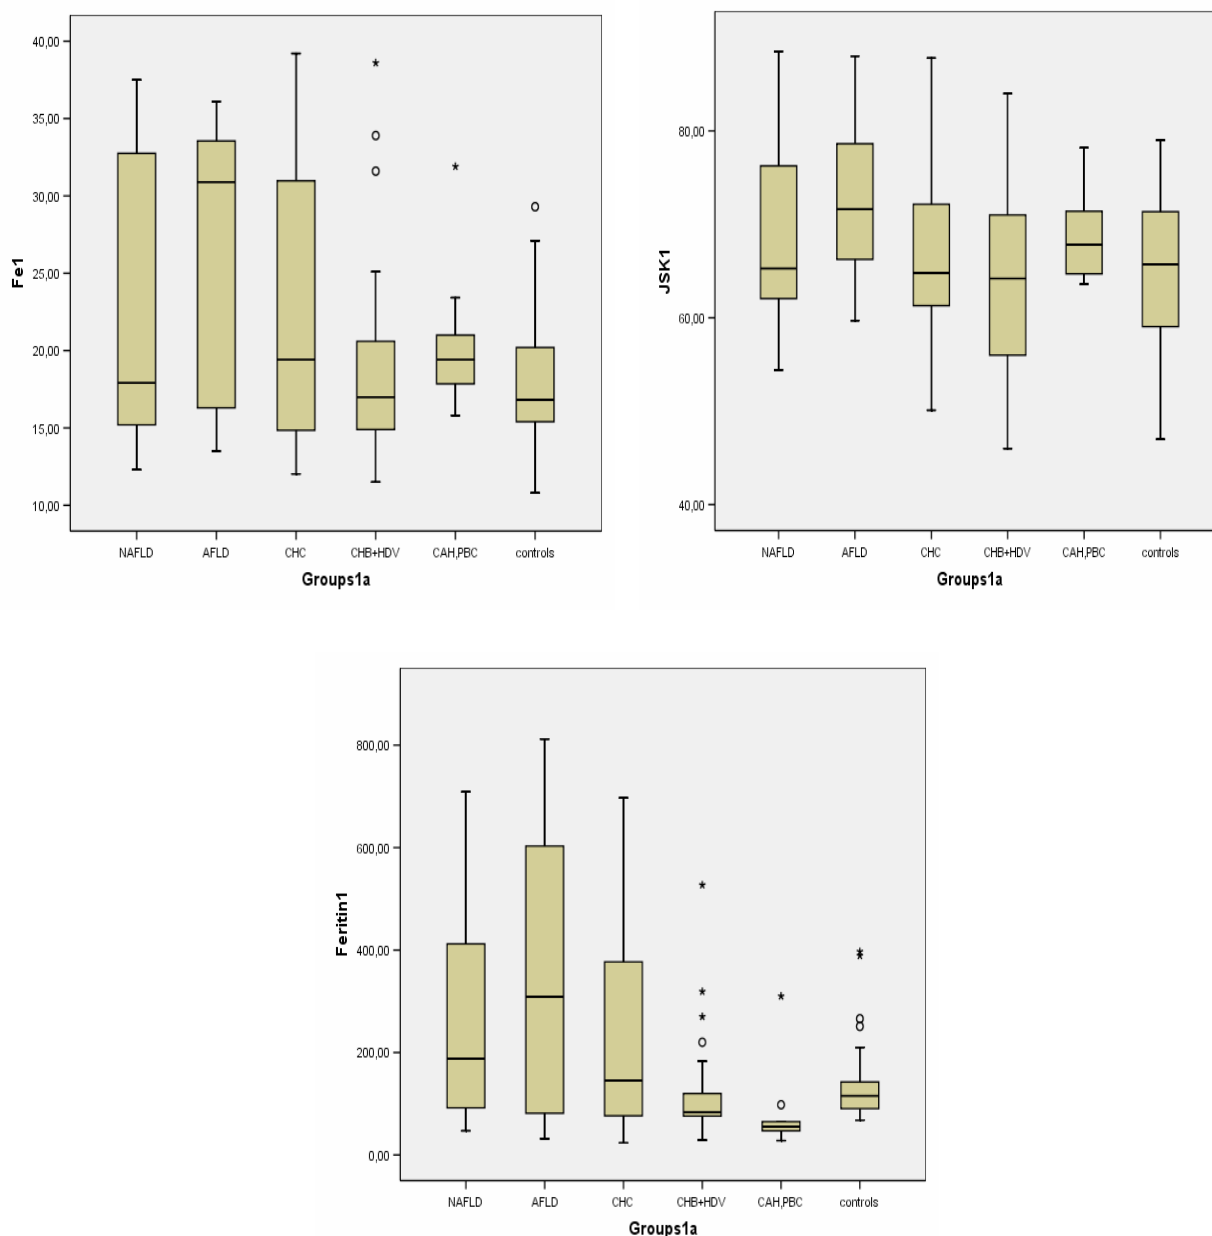 40,00
35,00
30,00
25,00
20,00
15,00
10,00
Fe1
NAFLD AFLD CHC CHB+HDV CAH,PBC controls
Groups1a
80,00
60,00
40,00
JSK1
NAFLD AFLD CHC CHB+HDV CAH,PBC controls
Groups1a
800,00
600,00
400,00
200,00
0,00
Feritin1
NAFLD AFLD CHC CHB+HDV CAH,PBC controls
Groups1a